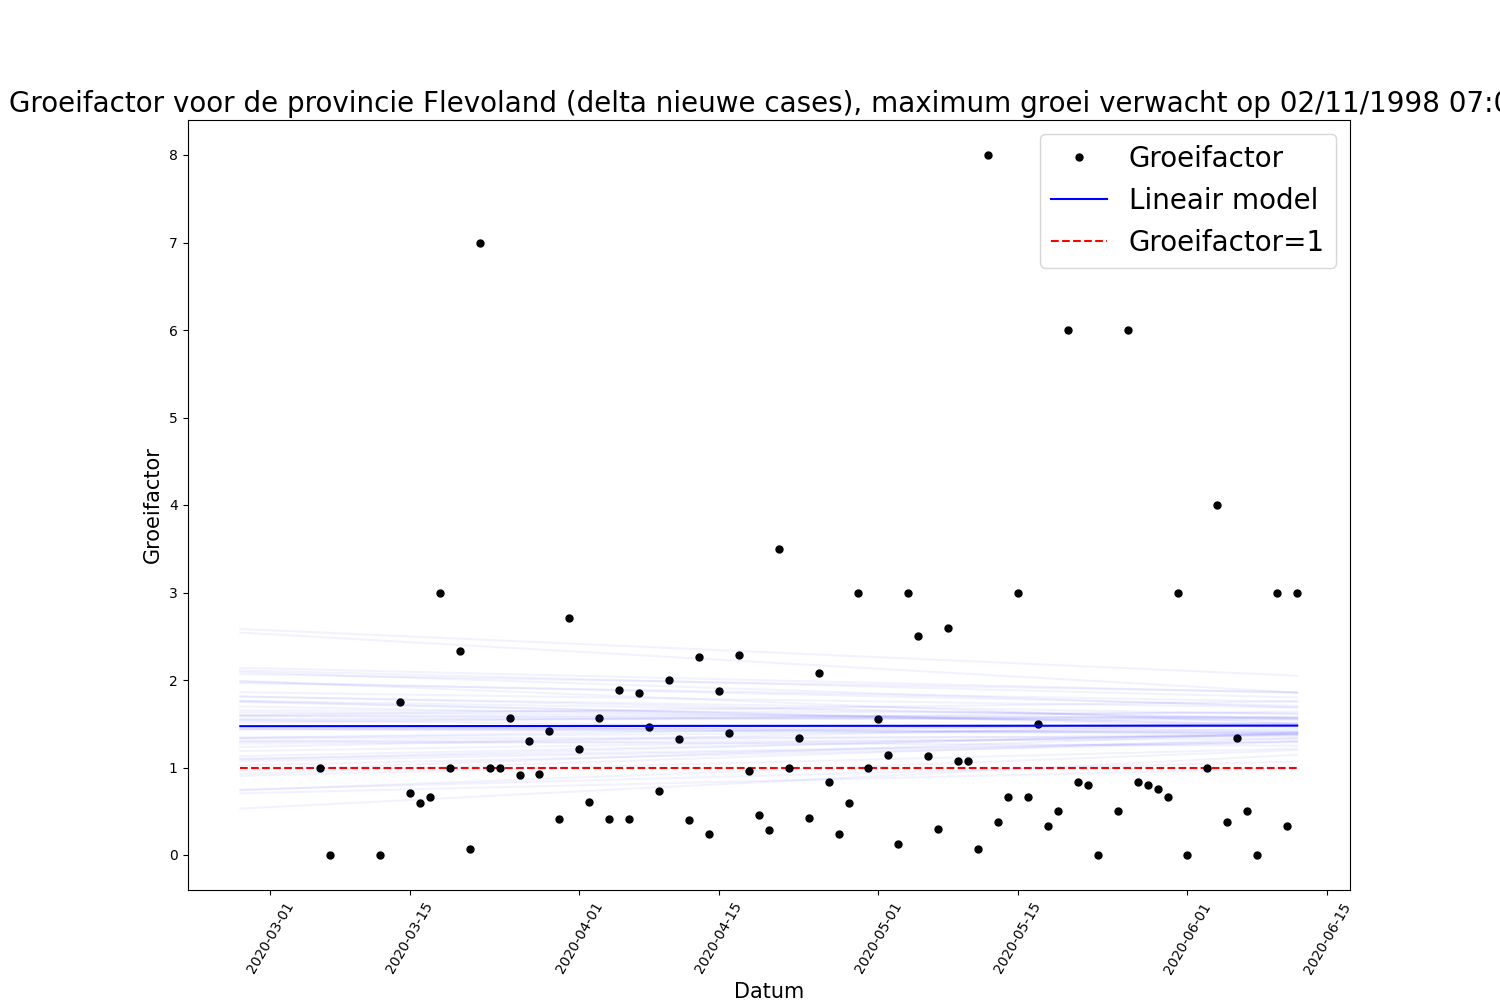 Groeifactor voor de provincie Flevoland (delta nieuwe cases), maximum groei verwacht op 02/11/1998 07:0
Groeifactor
Lineair model
Groeifactor=1
8
7
6
5
4
3
2
1
0
Groeifactor
2020-03-01
2020-03-15
2020-04-01
2020-04-15
2020-05-01
2020-05-15
2020-06-01
2020-06-15
Datum